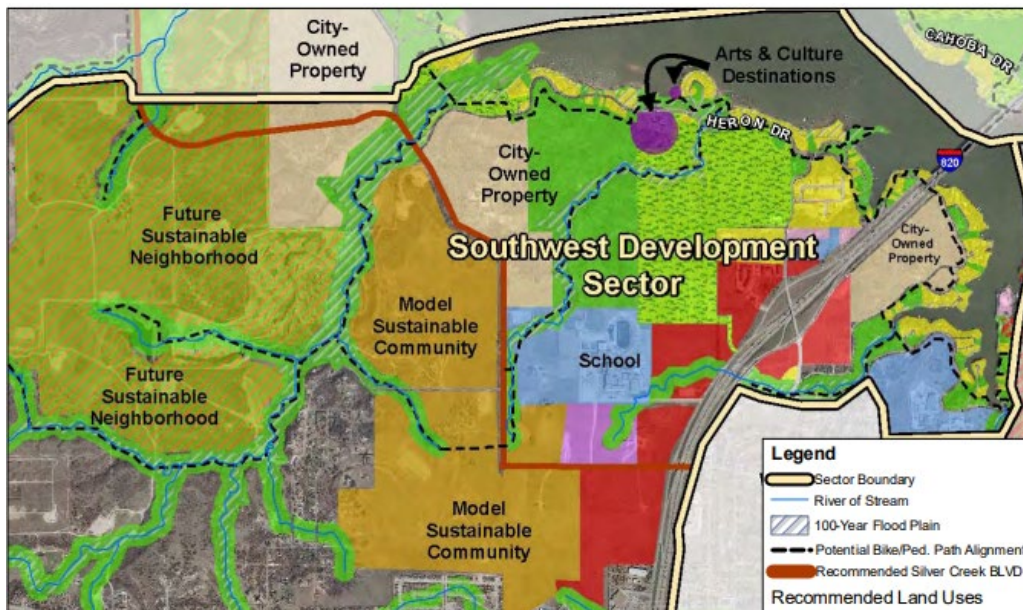 City-
Owned
Property
Arts & Culture
Destinations
CAHOBA DR
HERON DR
820
City-
Owned
Property
Future
Sustainable
Neighborhood
City-
Owned
Property
Southwest Development
Sector
Model
Sustainable
Community
School
Future
Sustainable
Neighborhood
Model
Sustainable
Community
Legend
Sector Boundary
River of Stream
100-Year Flood Plain
Potential Bike/Ped. Path Alignment
Recommended Silver Creek BLVD
Recommended Land Uses